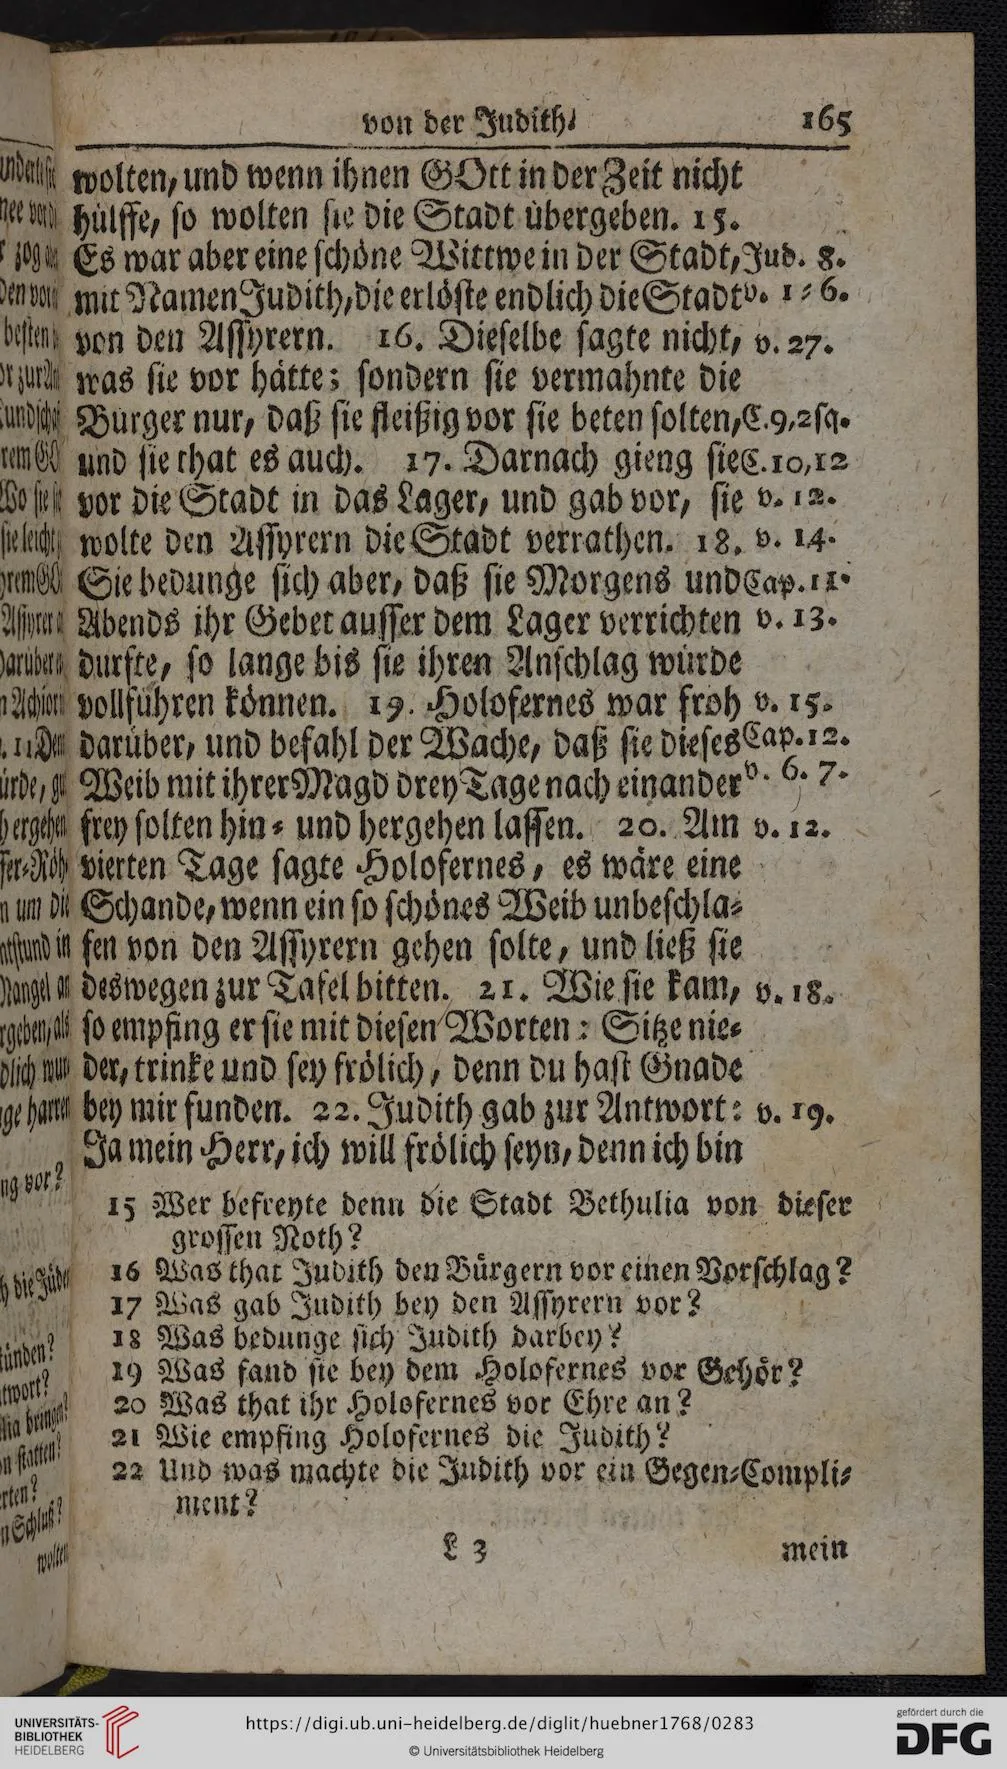 von der Judith.
165
wolten, und wenn ihnen GOtt in der Zeit nicht
hülffe, so wolten sie die Stadt übergeben. 15.
Es war aber eine schöne Wittwe in der Stadt, Jud. 8.
mit Namen Judith, die erlöste endlich die Stadt v. 1-6.
von den Assyrern. 16. Dieselbe sagte nicht, v. 27.
was sie vor hätte; sondern sie vermahnte die
Bürger nur, daß sie fleißig vor sie beten solten, C.9,2sq.
und sie that es auch. 17. Darnach gieng sie C.10,12
vor die Stadt in das Lager, und gab vor, sie v. 12.
wolte den Assyrern die Stadt verrathen. 18. v. 14.
Sie bedunge sich aber, daß sie Morgens und Cap. 11.
Abends ihr Gebet ausser dem Lager verrichten v. 13.
durfte, so lange bis sie ihren Anschlag würde
vollführen können. 19. Holofernes war froh v. 15.
darüber, und befahl der Wache, daß sie dieses Cap. 12.
Weib mit ihrer Magd drey Tage nach einander v. 6. 7.
frey solten hin- und hergehen lassen. 20. Am v. 12.
vierten Tage sagte Holofernes, es wäre eine
Schande, wenn ein so schönes Weib unbeschla-
fen von den Assyrern gehen solte, und ließ sie
deswegen zur Tafel bitten. 21. Wie sie kam, v. 18.
so empfing er sie mit diesen Worten: Sitze nie-
der, trinke und sey frölich, denn du hast Gnade
bey mir funden. 22. Judith gab zur Antwort: v. 19.
Ja mein Herr, ich will frölich seyn, denn ich bin
15 Wer befreyte denn die Stadt Bethulia von dieser
grossen Noth?
16 Was that Judith den Bürgern vor einen Vorschlag?
17 Was gab Judith bey den Assyrern vor?
18 Was bedunge sich Judith darbey?
19 Was fand sie bey dem Holofernes vor Gehör?
20 Was that ihr Holofernes vor Ehre an?
21 Wie empfing Holofernes die Judith?
22 Und was machte die Judith vor ein Gegen-Compli-
ment?
L 3
mein
UNIVERSITÄTS-
BIBLIOTHEK
HEIDELBERG
https://digi.ub.uni-heidelberg.de/diglit/huebner1768/0283
© Universitätsbibliothek Heidelberg
gefördert durch die
DFG